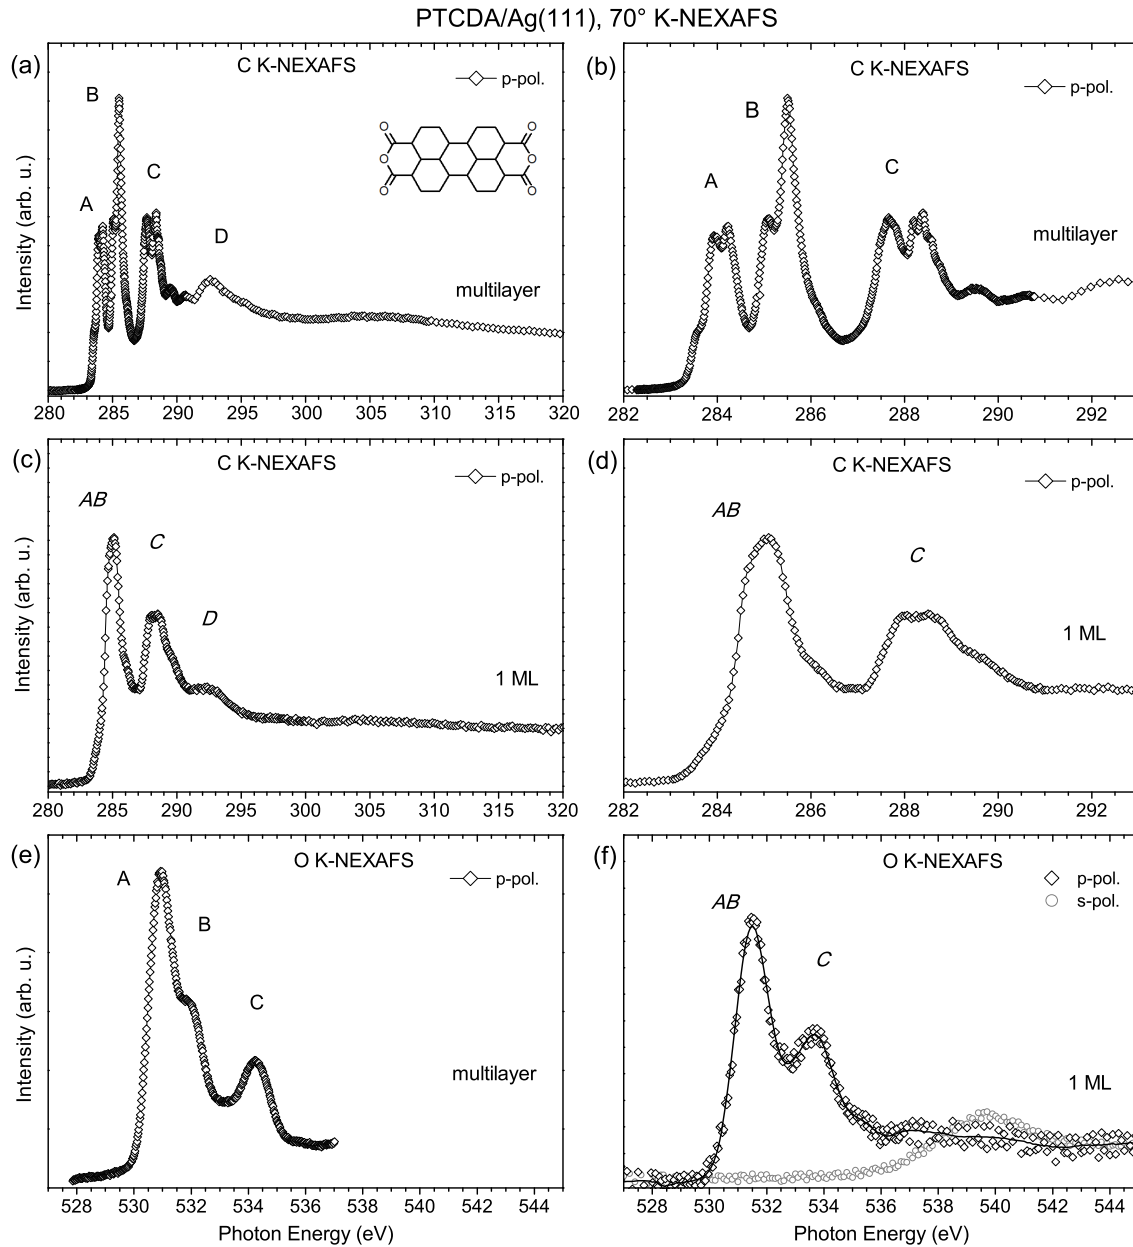 PTCDA/Ag(111), 70° K-NEXAFS
(a)
C K-NEXAFS
p-pol.
B
A
C
D
O
O
O
O
O
O
multilayer
Intensity (arb. u.)
280 285 290 295 300 305 310 315 320
(b)
C K-NEXAFS
p-pol.
B
A
C
multilayer
282 284 286 288 290 292
(c)
C K-NEXAFS
p-pol.
AB
C
D
1 ML
Intensity (arb. u.)
280 285 290 295 300 305 310 315 320
(d)
C K-NEXAFS
p-pol.
AB
C
1 ML
282 284 286 288 290 292
(e)
O K-NEXAFS
p-pol.
A
B
C
multilayer
Intensity (arb. u.)
528 530 532 534 536 538 540 542 544
Photon Energy (eV)
(f)
O K-NEXAFS
p-pol.
s-pol.
AB
C
1 ML
528 530 532 534 536 538 540 542 544
Photon Energy (eV)